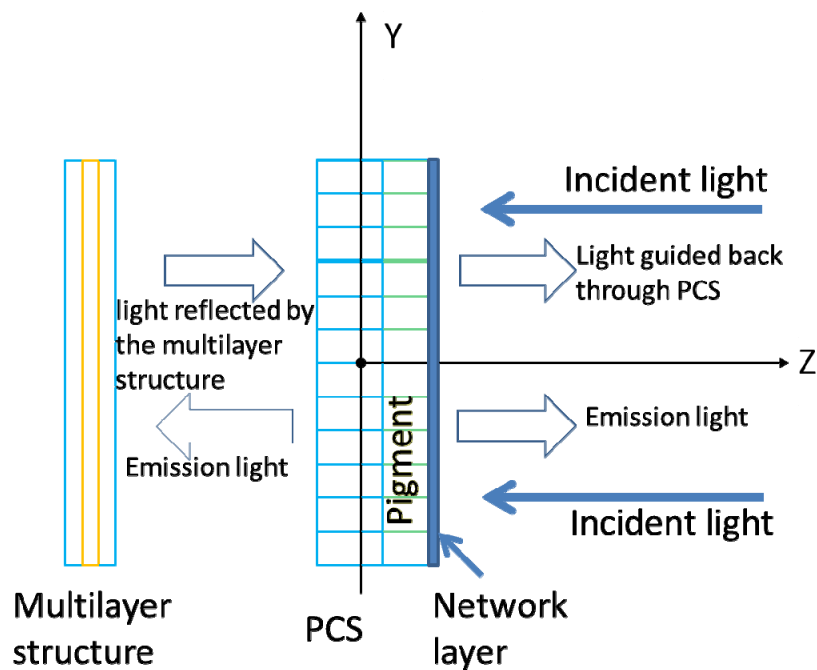 Y
Incident light
Light guided back
through PCS
light reflected by
the multilayer
structure
Z
Pigment
Emission light
Emission light
Incident light
Multilayer
structure
PCS
Network
layer